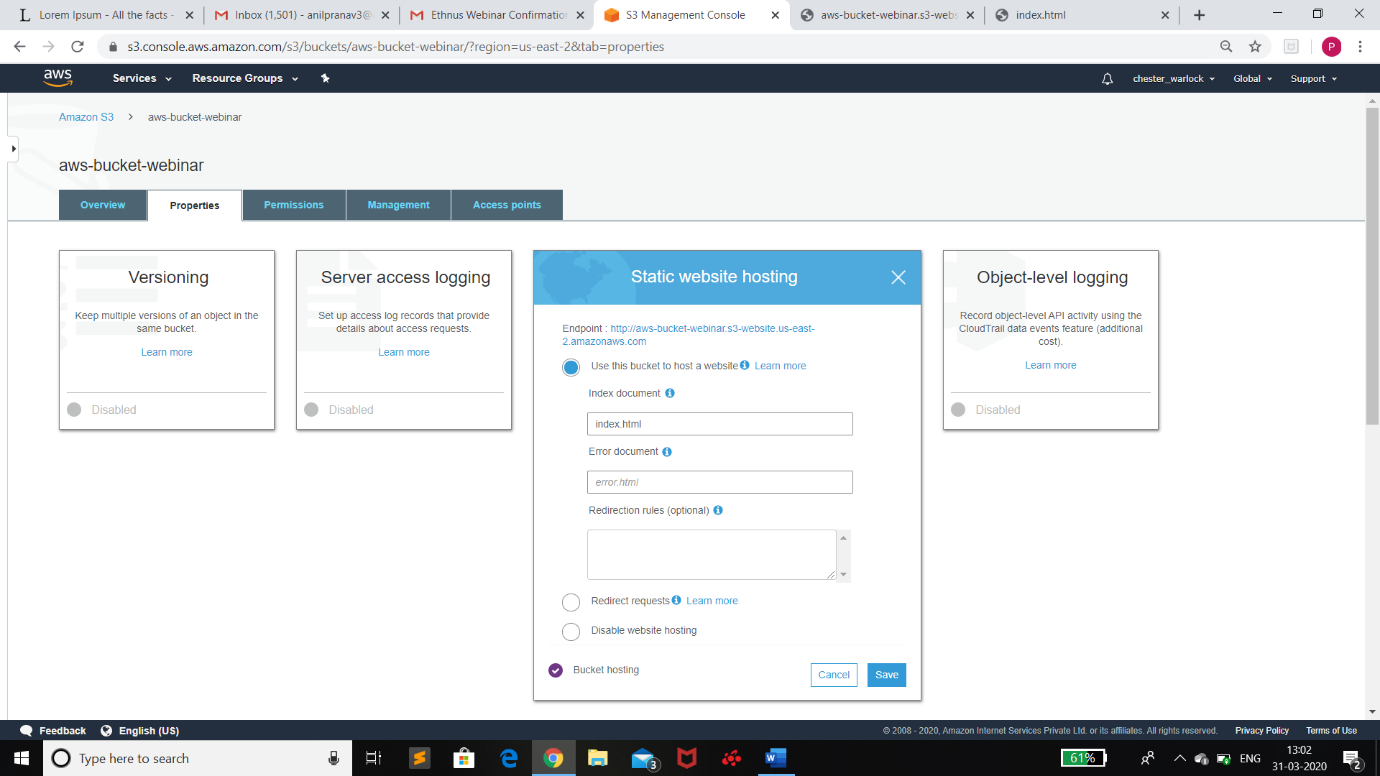 Lorem Ipsum - All the facts -
Inbox (1,501) - anilpranav3@
Ethnus Webinar Confirmation
S3 Management Console
aws-bucket-webinar.s3-webs
index.html
s3.console.aws.amazon.com/s3/buckets/aws-bucket-webinar/?region=us-east-2&tab=properties
P
aws Services Resource Groups chester_warlock Global Support
Amazon S3 > aws-bucket-webinar
aws-bucket-webinar
Overview Properties Permissions Management Access points
Versioning
Keep multiple versions of an object in the
same bucket.
Learn more
Disabled
Server access logging
Set up access log records that provide
details about access requests.
Learn more
Disabled
Static website hosting
Endpoint : http://aws-bucket-webinar.s3-website.us-east-
2.amazonaws.com
Use this bucket to host a website Learn more
Index document
index.html
Error document
error.html
Redirection rules (optional)
Redirect requests Learn more
Disable website hosting
Bucket hosting
Cancel Save
Object-level logging
Record object-level API activity using the
CloudTrail data events feature (additional
cost).
Learn more
Disabled
Feedback English (US) © 2008 - 2020, Amazon Internet Services Private Ltd. or its affiliates. All rights reserved. Privacy Policy Terms of Use
Type here to search
3
61%
ENG
13:02
31-03-2020
2